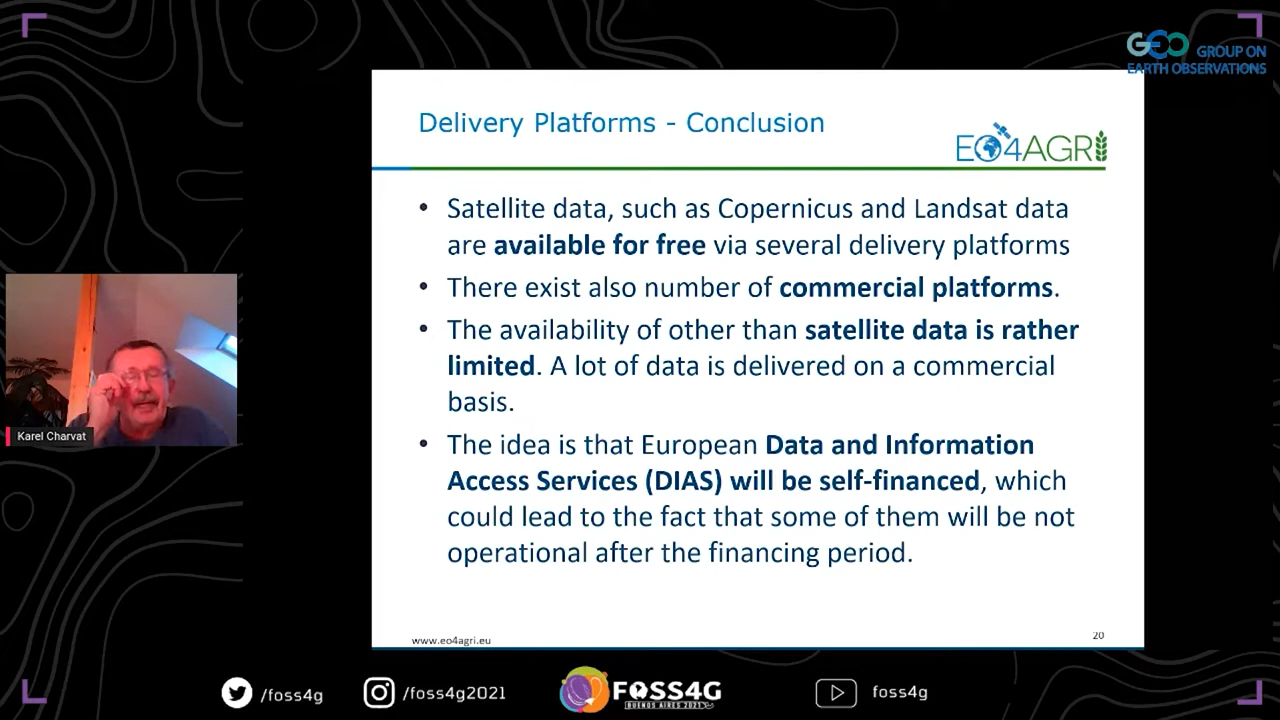 GEO GROUP ON
EARTH OBSERVATIONS
Delivery Platforms - Conclusion
EO4AGRI
• Satellite data, such as Copernicus and Landsat data
are available for free via several delivery platforms
• There exist also number of commercial platforms.
• The availability of other than satellite data is rather
limited. A lot of data is delivered on a commercial
basis.
• The idea is that European Data and Information
Access Services (DIAS) will be self-financed, which
could lead to the fact that some of them will be not
operational after the financing period.
Karel Charvat
www.eo4agri.eu
20
/foss4g
/foss4g2021
FOSS4G
BUENOS AIRES 2021
foss4g